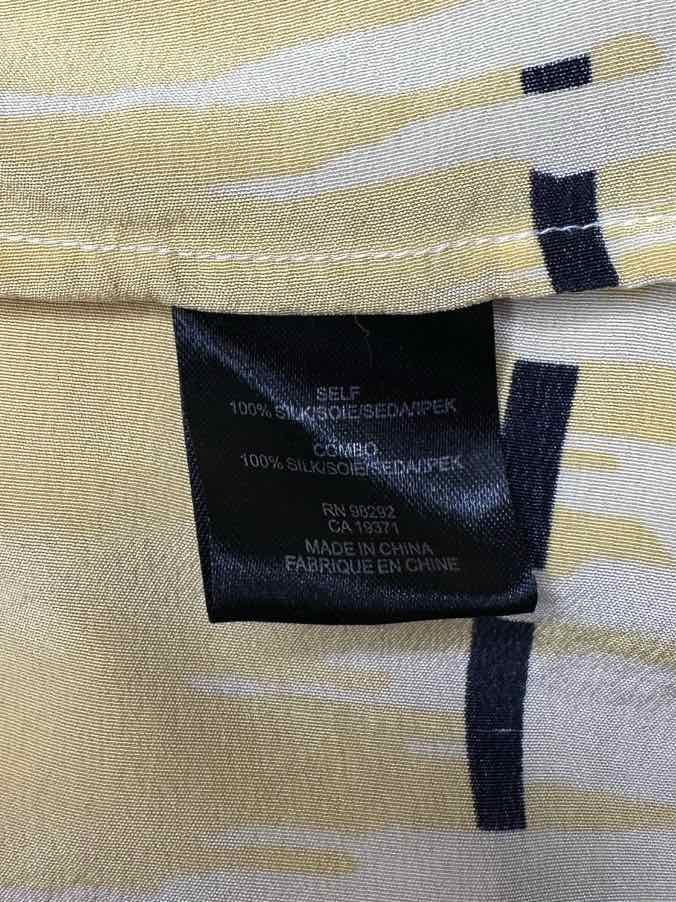 SELF
100% SILK/SOIE/SEDA/IPEK
COMBO
100% SILK/SOIE/SEDA/IPEK
RN 98292
CA 19371
MADE IN CHINA
FABRIQUE EN CHINE